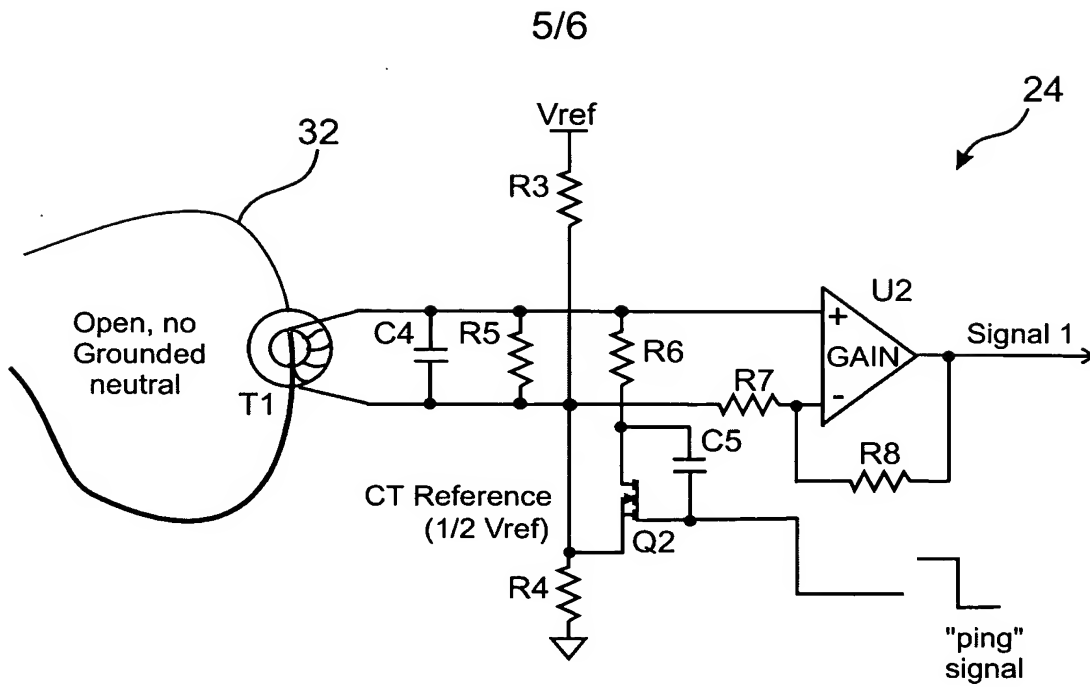 5/6
24
Vref
32
R3
U2
Open, no
Grounded
neutral
C4
R5
R6
+
GAIN
-
Signal 1
T1
R7
C5
R8
CT Reference
(1/2 Vref)
Q2
R4
"ping"
signal